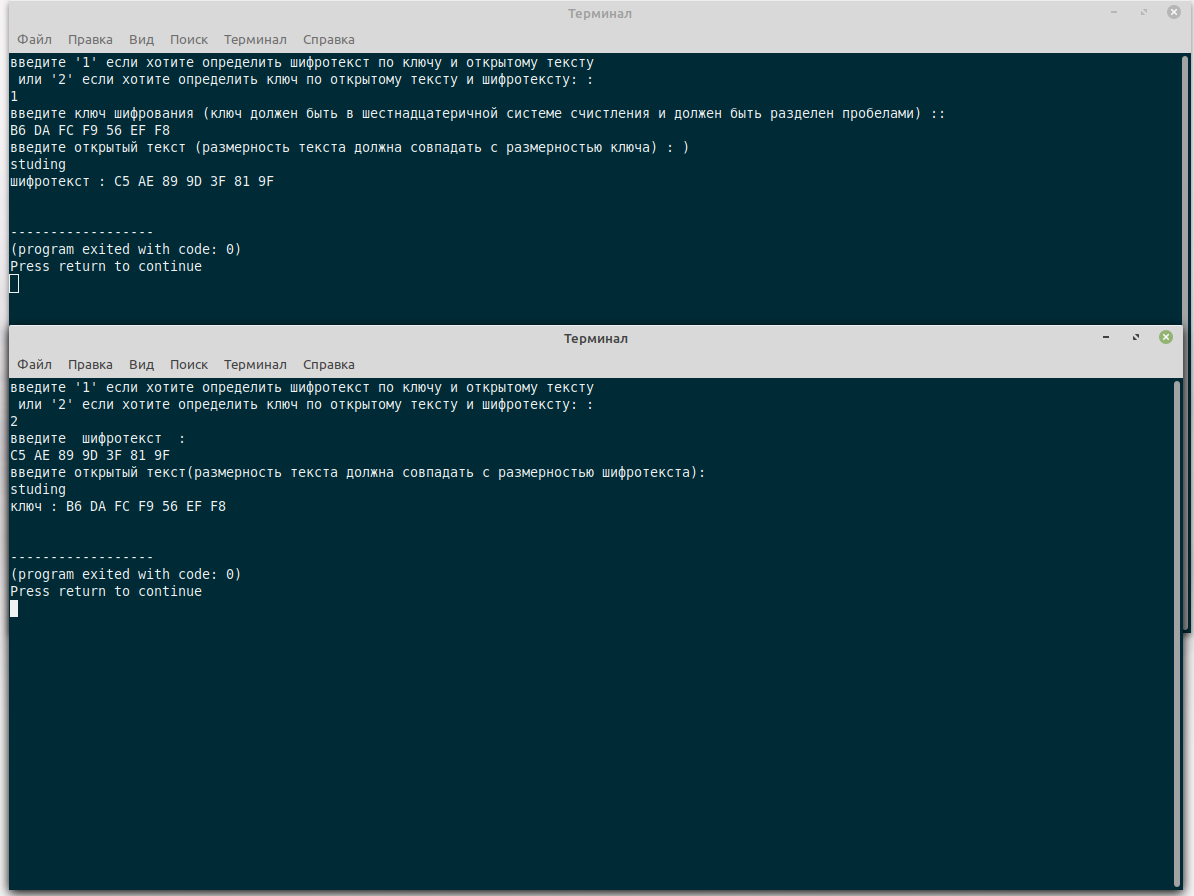 Терминал
Файл Правка Вид Поиск Терминал Справка
введите '1' если хотите определить шифротекст по ключу и открытому тексту
 или '2' если хотите определить ключ по открытому тексту и шифротексту: :
1
введите ключ шифрования (ключ должен быть в шестнадцатеричной системе счистления и должен быть разделен пробелами) ::
B6 DA FC F9 56 EF F8
введите открытый текст (размерность текста должна совпадать с размерностью ключа) : )
studing
шифротекст : C5 AE 89 9D 3F 81 9F
------------------
(program exited with code: 0)
Press return to continue
Терминал
Файл Правка Вид Поиск Терминал Справка
введите '1' если хотите определить шифротекст по ключу и открытому тексту
 или '2' если хотите определить ключ по открытому тексту и шифротексту: :
2
введите  шифротекст  :
C5 AE 89 9D 3F 81 9F
введите открытый текст(размерность текста должна совпадать с размерностью шифротекста):
studing
ключ : B6 DA FC F9 56 EF F8
------------------
(program exited with code: 0)
Press return to continue